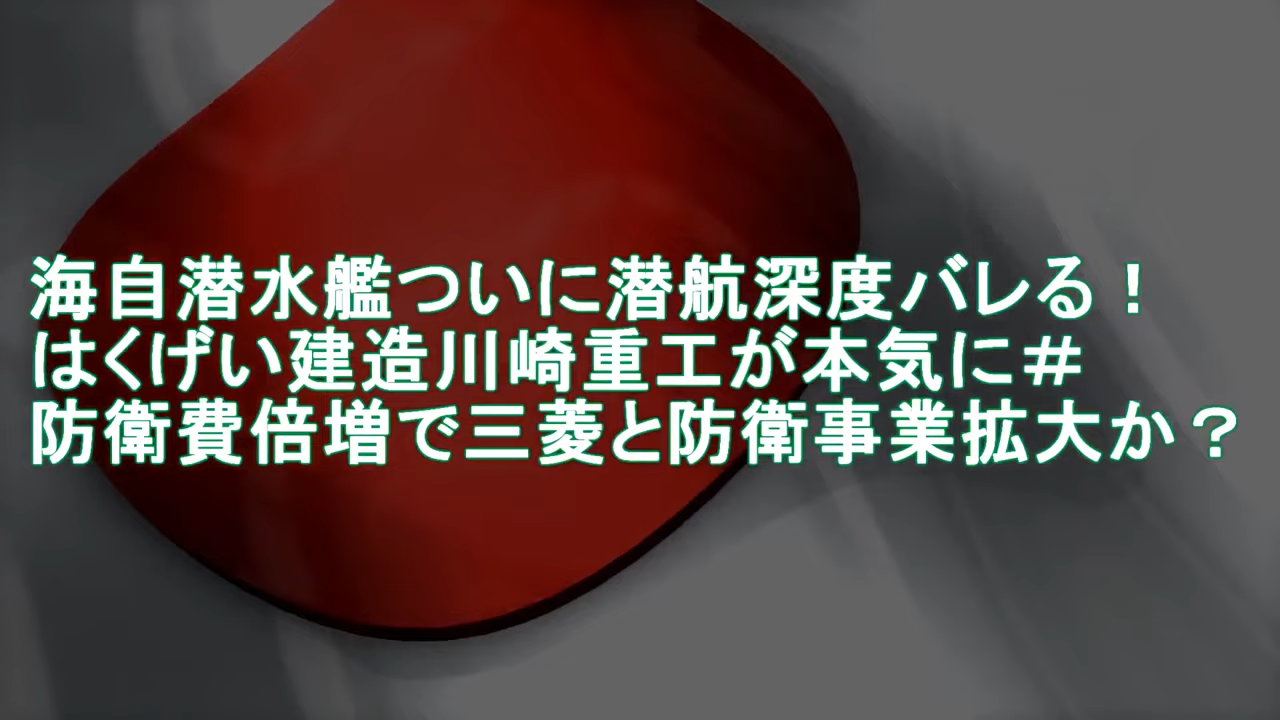 海自潜水艦ついに潜航深度バレる！
はくげい建造川崎重工が本気に＃
防衛費倍増で三菱と防衛事業拡大か？